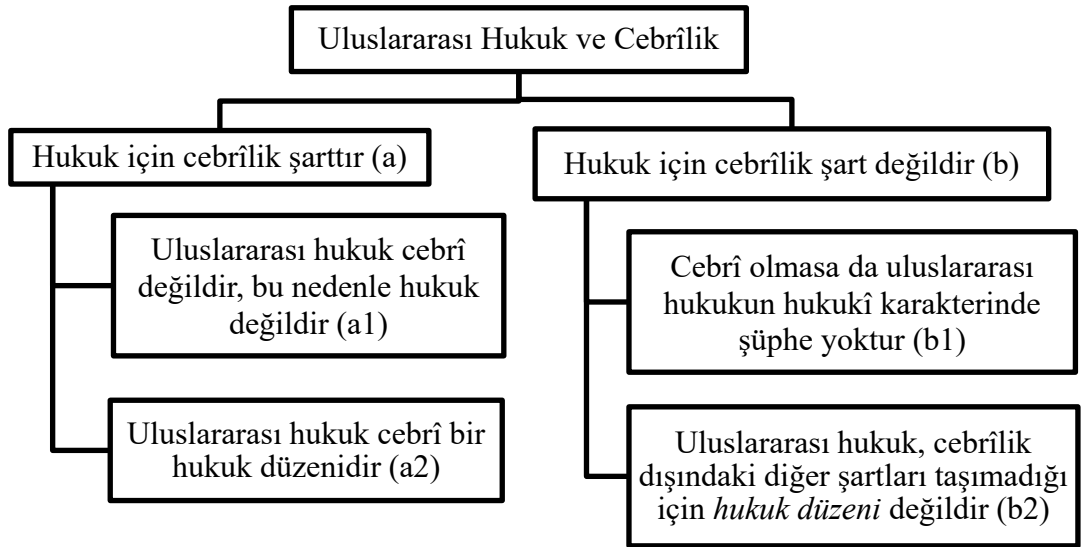 Uluslararası Hukuk ve Cebrîlik
Hukuk için cebrîlik şarttır (a)
Uluslararası hukuk cebrî
değildir, bu nedenle hukuk
değildir (a1)
Uluslararası hukuk cebrî bir
hukuk düzenidir (a2)
Hukuk için cebrîlik şart değildir (b)
Cebrî olmasa da uluslararası
hukukun hukukî karakterinde
şüphe yoktur (b1)
Uluslararası hukuk, cebrîlik
dışındaki diğer şartları taşımadığı
için hukuk düzeni değildir (b2)